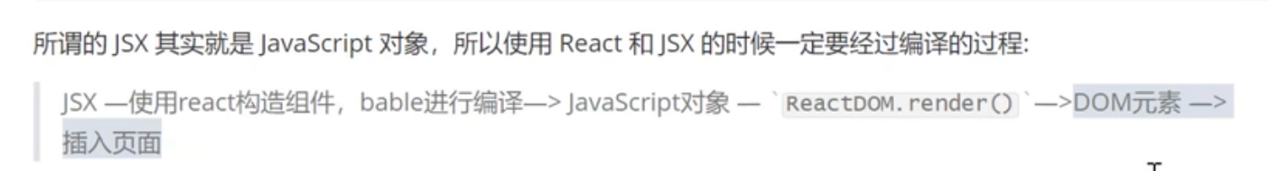 所谓的 JSX 其实就是 JavaScript 对象，所以使用 React 和 JSX 的时候一定要经过编译的过程:
JSX —使用react构造组件，bable进行编译—> JavaScript对象 — `ReactDOM.render()`—>DOM元素 —>
插入页面